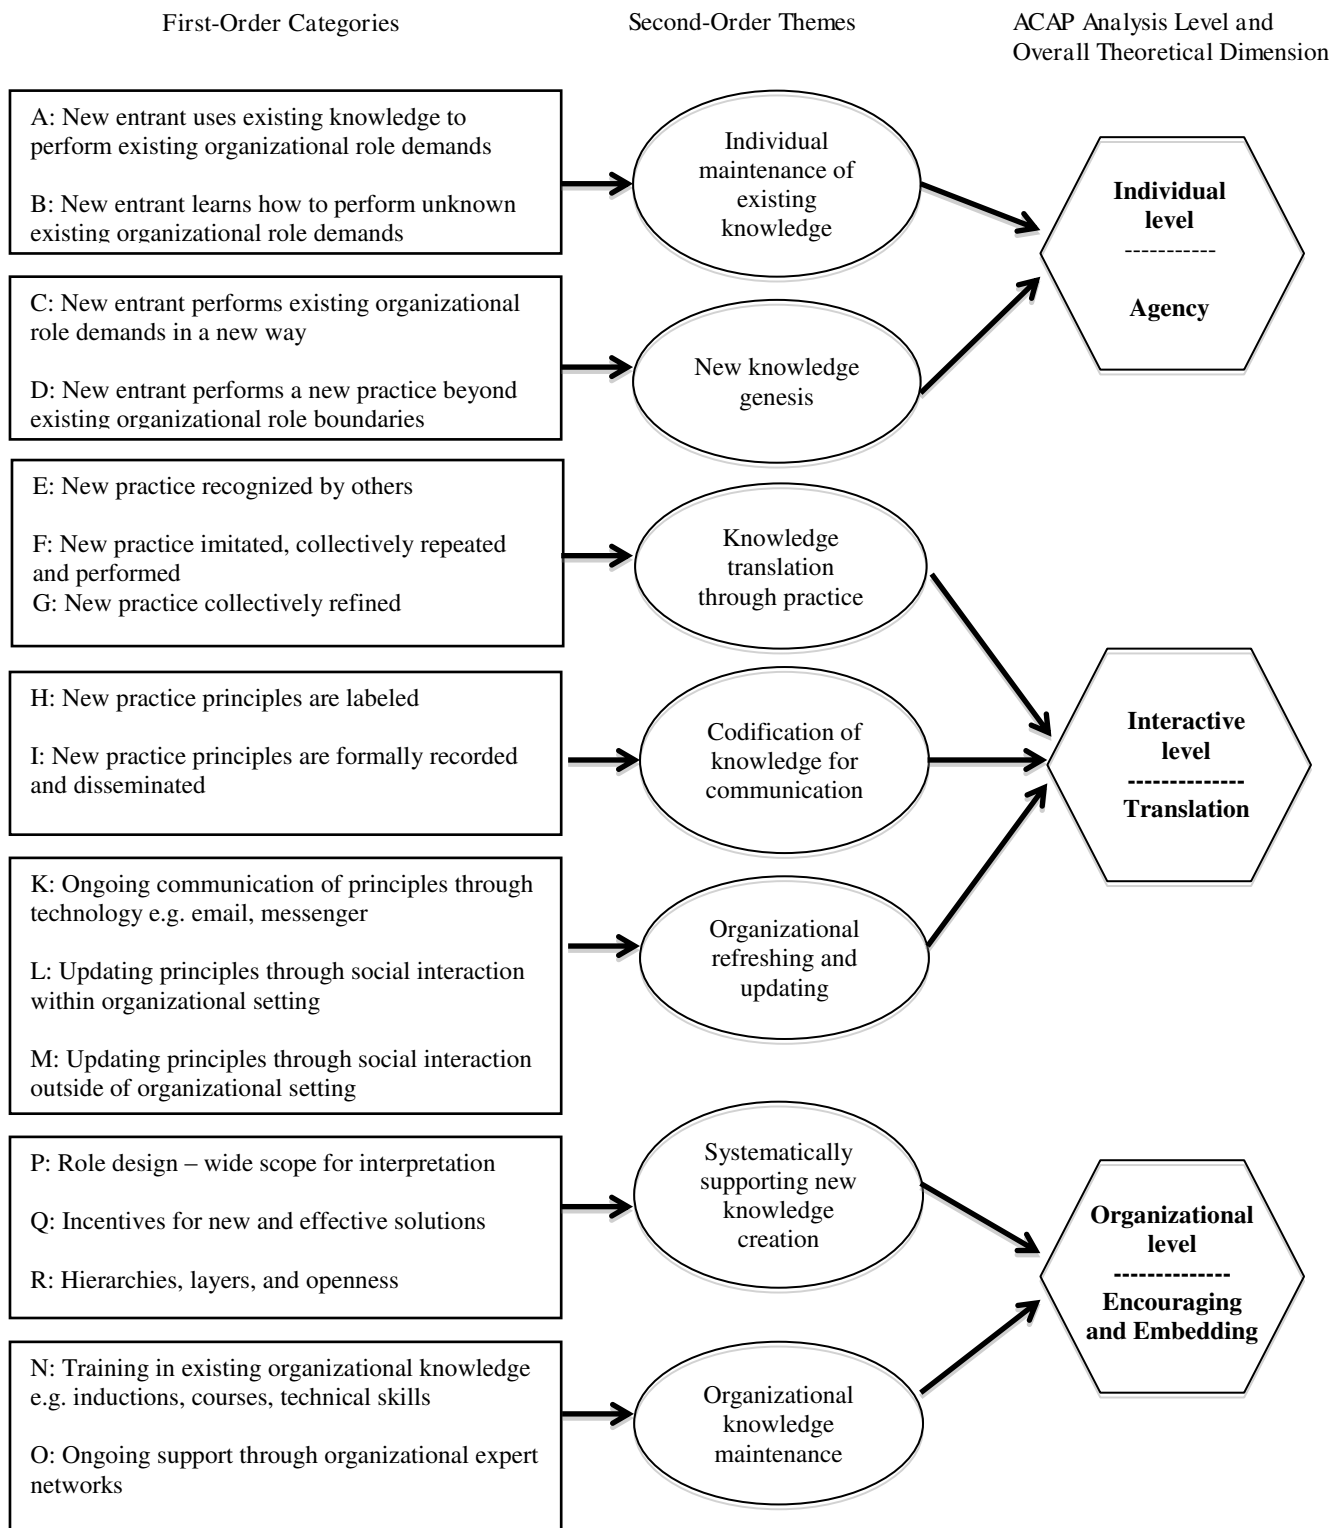 First-Order Categories
Second-Order Themes
ACAP Analysis Level and
Overall Theoretical Dimension
A: New entrant uses existing knowledge to
perform existing organizational role demands
B: New entrant learns how to perform unknown
existing organizational role demands
Individual
maintenance of
existing
knowledge
Individual
level
-----------
Agency
C: New entrant performs existing organizational
role demands in a new way
D: New entrant performs a new practice beyond
existing organizational role boundaries
New knowledge
genesis
E: New practice recognized by others
F: New practice imitated, collectively repeated
and performed
G: New practice collectively refined
Knowledge
translation
through practice
H: New practice principles are labeled
I: New practice principles are formally recorded
and disseminated
Codification of
knowledge for
communication
Interactive
level
--------------
Translation
K: Ongoing communication of principles through
technology e.g. email, messenger
L: Updating principles through social interaction
within organizational setting
M: Updating principles through social interaction
outside of organizational setting
Organizational
refreshing and
updating
P: Role design – wide scope for interpretation
Q: Incentives for new and effective solutions
R: Hierarchies, layers, and openness
Systematically
supporting new
knowledge
creation
Organizational
level
--------------
Encouraging
and Embedding
N: Training in existing organizational knowledge
e.g. inductions, courses, technical skills
O: Ongoing support through organizational expert
networks
Organizational
knowledge
maintenance